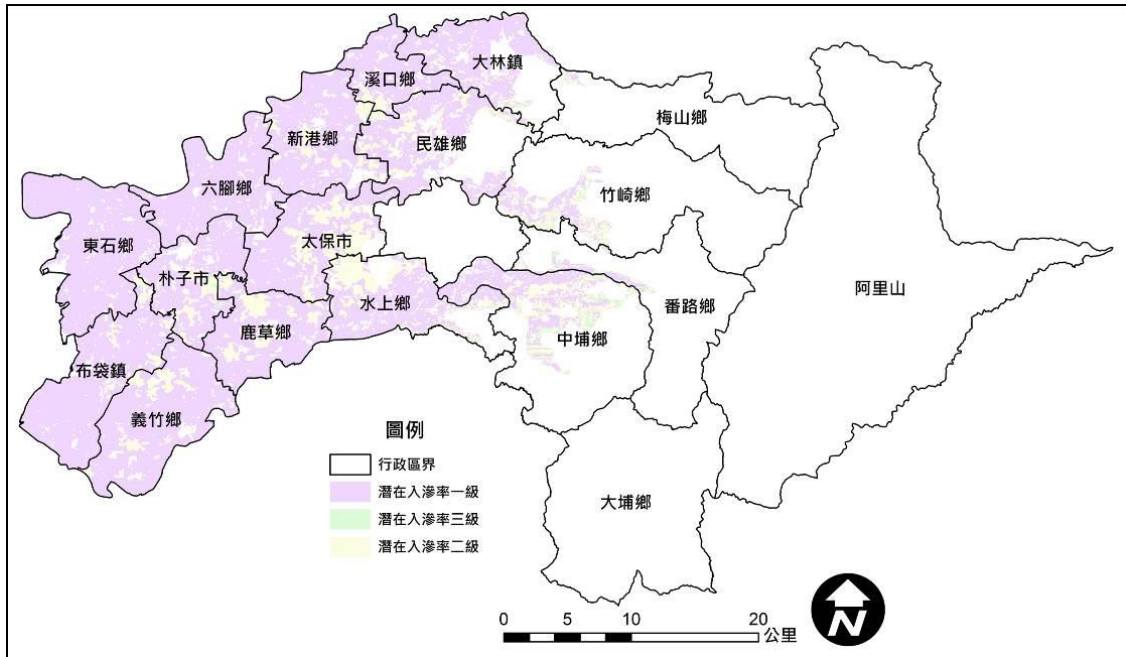 大林鎮
溪口鄉
梅山鄉
新港鄉
民雄鄉
六腳鄉
竹崎鄉
東石鄉
太保市
朴子市
阿里山
水上鄉
番路鄉
鹿草鄉
中埔鄉
布袋鎮
義竹鄉
大埔鄉
圖例
行政區界
潛在入滲率一級
潛在入滲率三級
潛在入滲率二級
0 5 10 20
公里
N